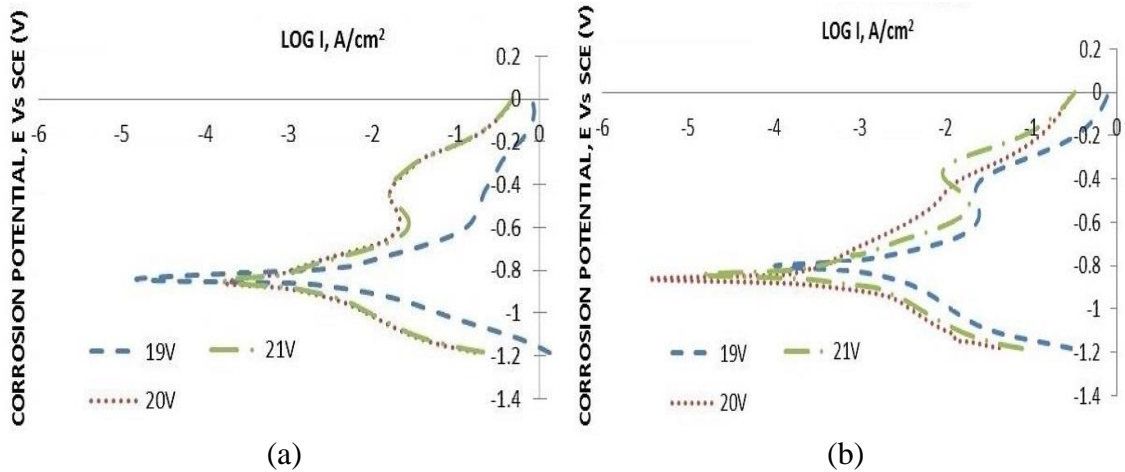 CORROSION POTENTIAL, E Vs SCE (V)
LOG I, A/cm²
0.2
0
-6 -5 -4 -3 -2 -1 0
-0.2
-0.4
-0.6
-0.8
-1
-1.2
-1.4
19V 21V
20V
(a)
CORROSION POTENTIAL, E Vs SCE (V)
LOG I, A/cm²
0.2
0
-6 -5 -4 -3 -2 -1 0
-0.2
-0.4
-0.6
-0.8
-1
-1.2
-1.4
19V 21V
20V
(b)